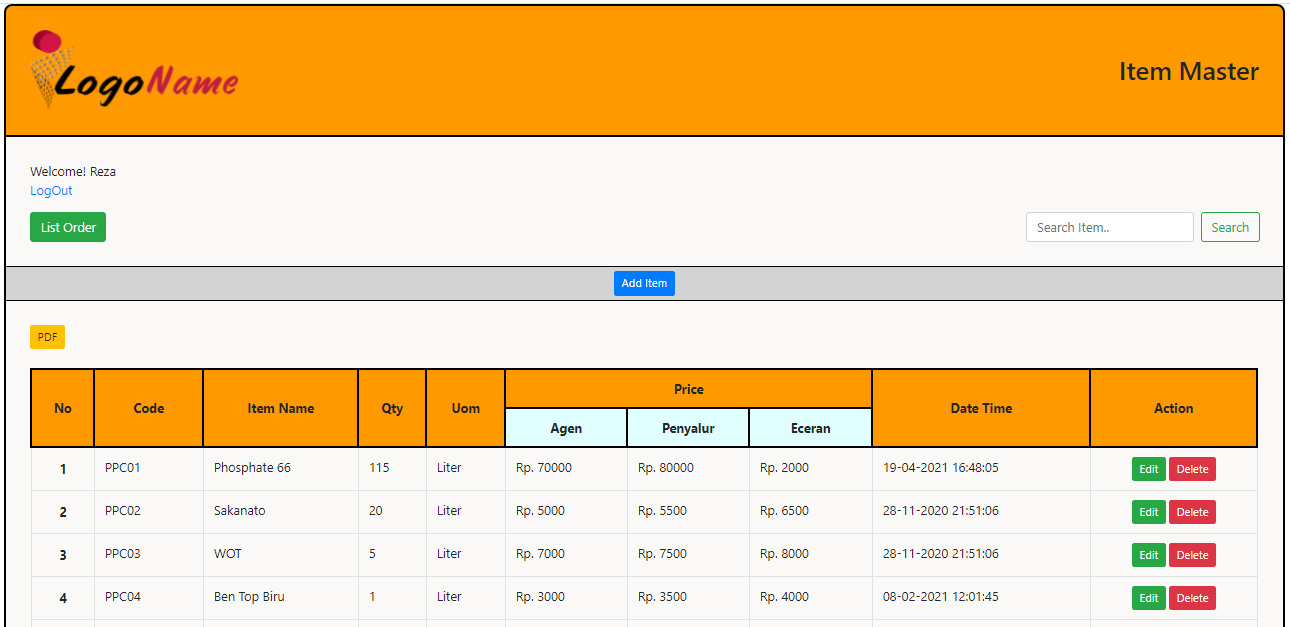 LogoName
Item Master
Welcome! Reza
LogOut
List Order
Search Item..
Search
Add Item
PDF
No Code Item Name Qty Uom Price Date Time Action
Agen Penyalur Eceran
1 PPC01 Phosphate 66 115 Liter Rp. 70000 Rp. 80000 Rp. 2000 19-04-2021 16:48:05 Edit Delete
2 PPC02 Sakanato 20 Liter Rp. 5000 Rp. 5500 Rp. 6500 28-11-2020 21:51:06 Edit Delete
3 PPC03 WOT 5 Liter Rp. 7000 Rp. 7500 Rp. 8000 28-11-2020 21:51:06 Edit Delete
4 PPC04 Ben Top Biru 1 Liter Rp. 3000 Rp. 3500 Rp. 4000 08-02-2021 12:01:45 Edit Delete